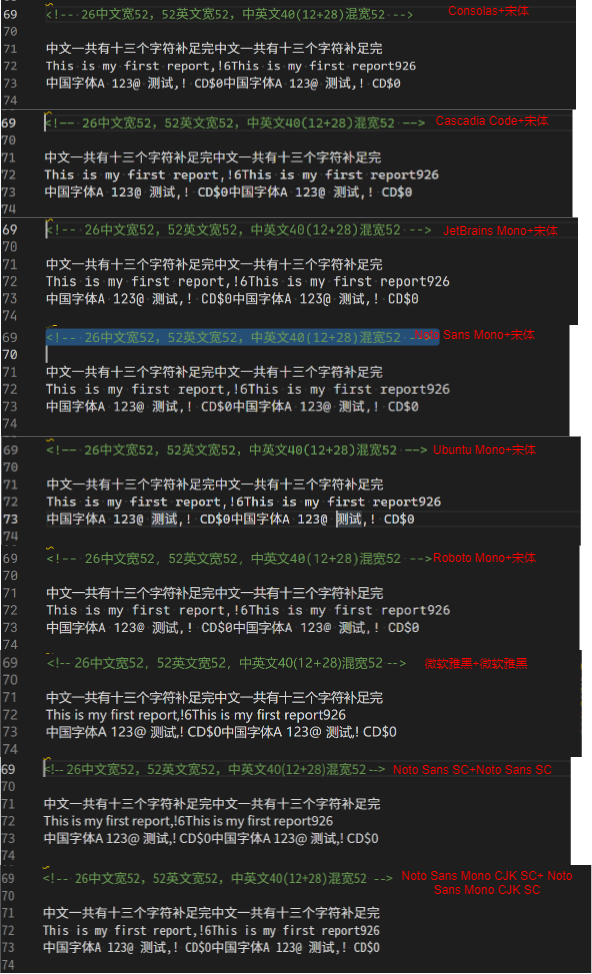 69 <!-- 26中文宽52，52英文宽52，中英文40(12+28)混宽52 --> Consolas+宋体
70
71 中文一共有十三个字符补足完中文一共有十三个字符补足完
72 This is my first report,!6This is my first report926
73 中国字体A 123@ 测试,! CD$0中国字体A 123@ 测试,! CD$0
74
69 <!-- 26中文宽52，52英文宽52，中英文40(12+28)混宽52 --> Cascadia Code+宋体
70
71 中文一共有十三个字符补足完中文一共有十三个字符补足完
72 This is my first report,!6This is my first report926
73 中国字体A 123@ 测试,! CD$0中国字体A 123@ 测试,! CD$0
74
69 <!-- 26中文宽52，52英文宽52，中英文40(12+28)混宽52 --> JetBrains Mono+宋体
70
71 中文一共有十三个字符补足完中文一共有十三个字符补足完
72 This is my first report,!6This is my first report926
73 中国字体A 123@ 测试,! CD$0中国字体A 123@ 测试,! CD$0
74
69 <!-- 26中文宽52，52英文宽52，中英文40(12+28)混宽52 --> Noto Sans Mono+宋体
70
71 中文一共有十三个字符补足完中文一共有十三个字符补足完
72 This is my first report,!6This is my first report926
73 中国字体A 123@ 测试,! CD$0中国字体A 123@ 测试,! CD$0
74
69 <!-- 26中文宽52，52英文宽52，中英文40(12+28)混宽52 --> Ubuntu Mono+宋体
70
71 中文一共有十三个字符补足完中文一共有十三个字符补足完
72 This is my first report,!6This is my first report926
73 中国字体A 123@ 测试,! CD$0中国字体A 123@ 测试,! CD$0
74
69 <!-- 26中文宽52，52英文宽52，中英文40(12+28)混宽52 --> Roboto Mono+宋体
70
71 中文一共有十三个字符补足完中文一共有十三个字符补足完
72 This is my first report,!6This is my first report926
73 中国字体A 123@ 测试,! CD$0中国字体A 123@ 测试,! CD$0
74
69 <!-- 26中文宽52，52英文宽52，中英文40(12+28)混宽52 --> 微软雅黑+微软雅黑
70
71 中文一共有十三个字符补足完中文一共有十三个字符补足完
72 This is my first report,!6This is my first report926
73 中国字体A 123@ 测试,! CD$0中国字体A 123@ 测试,! CD$0
74
69 <!-- 26中文宽52，52英文宽52，中英文40(12+28)混宽52 --> Noto Sans SC+Noto Sans SC
70
71 中文一共有十三个字符补足完中文一共有十三个字符补足完
72 This is my first report,!6This is my first report926
73 中国字体A 123@ 测试,! CD$0中国字体A 123@ 测试,! CD$0
74
69 <!-- 26中文宽52，52英文宽52，中英文40(12+28)混宽52 --> Noto Sans Mono CJK SC+ Noto
Sans Mono CJK SC
70
71 中文一共有十三个字符补足完中文一共有十三个字符补足完
72 This is my first report,!6This is my first report926
73 中国字体A 123@ 测试,! CD$0中国字体A 123@ 测试,! CD$0
74